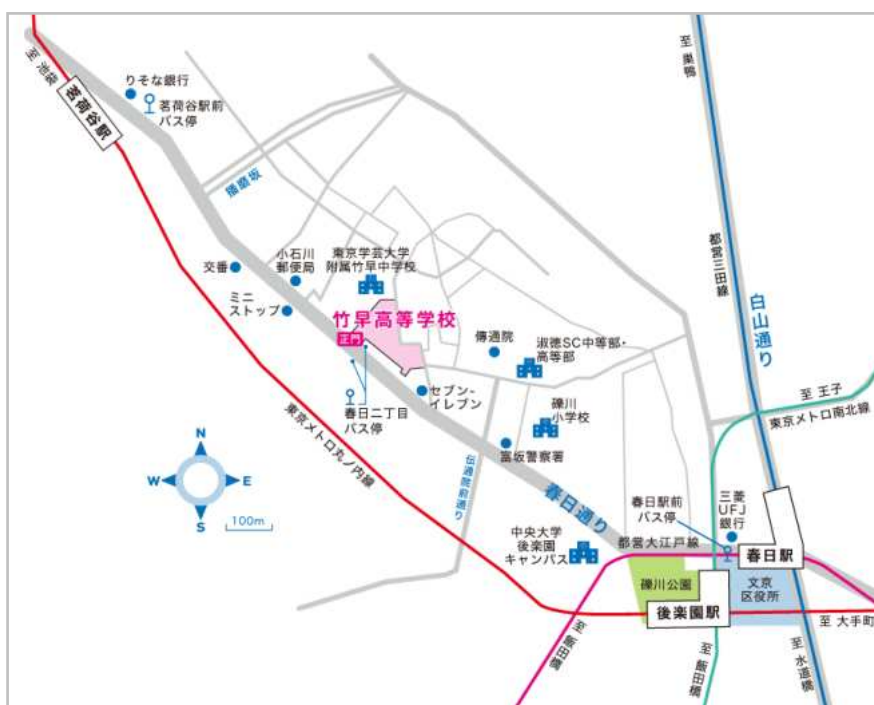 至 池袋
茗荷谷駅
りそな銀行
茗荷谷駅前
バス停
至 巣鴨
播磨坂
交番
小石川
郵便局
東京学芸大学
附属竹早中学校
ミニ
ストップ
竹早高等学校
正門
都営三田線
白山通り
傳通院
淑徳SC中等部・
高等部
セブン-
イレブン
春日二丁目
バス停
礫川
小学校
至 王子
東京メトロ南北線
東京メトロ丸ノ内線
富坂警察署
伝通院前通り
春日通り
N
W
E
S
100m
春日駅前
バス停
三菱
UFJ
銀行
中央大学
後楽園
キャンパス
都営大江戸線
春日駅
礫川公園
文京
区役所
後楽園駅
至 大手町
至 飯田橋
至 飯田橋
至 水道橋